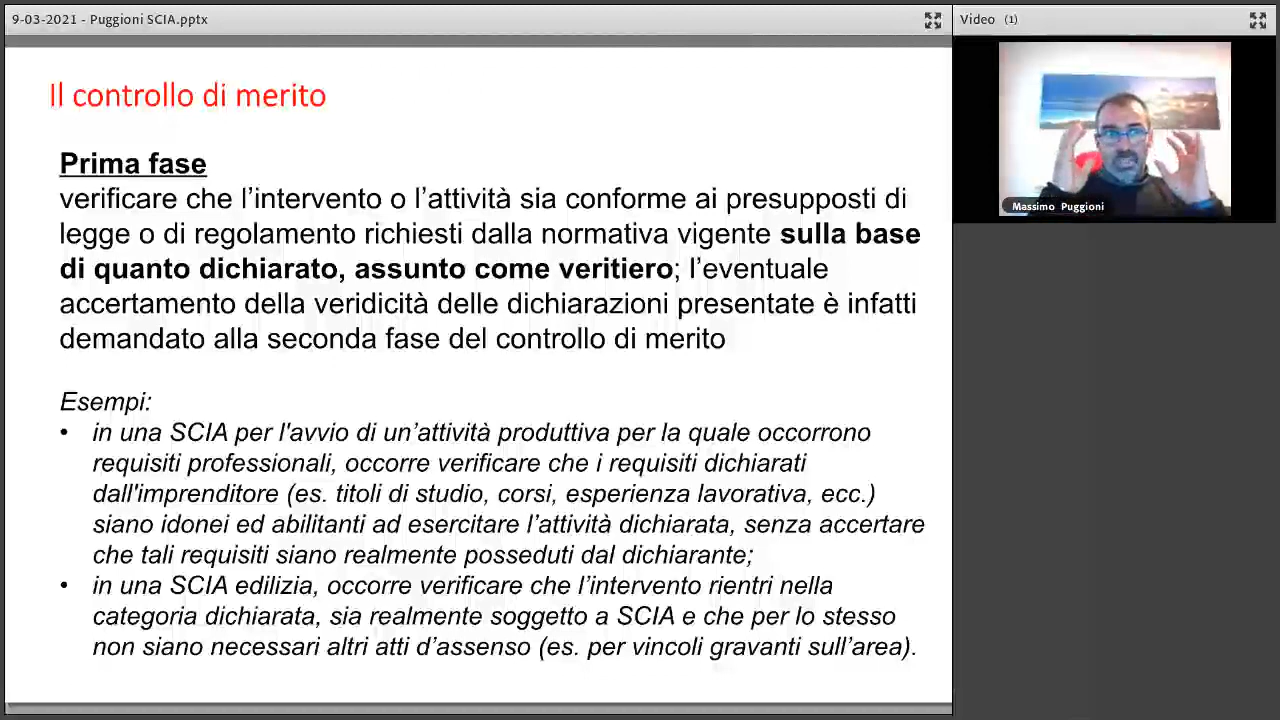 9-03-2021 - Puggioni SCIA.pptx
Video (1)
Massimo Puggioni
Il controllo di merito
Prima fase
verificare che l’intervento o l’attività sia conforme ai presupposti di
legge o di regolamento richiesti dalla normativa vigente sulla base
di quanto dichiarato, assunto come veritiero; l’eventuale
accertamento della veridicità delle dichiarazioni presentate è infatti
demandato alla seconda fase del controllo di merito
Esempi:
• in una SCIA per l'avvio di un’attività produttiva per la quale occorrono
requisiti professionali, occorre verificare che i requisiti dichiarati
dall'imprenditore (es. titoli di studio, corsi, esperienza lavorativa, ecc.)
siano idonei ed abilitanti ad esercitare l’attività dichiarata, senza accertare
che tali requisiti siano realmente posseduti dal dichiarante;
• in una SCIA edilizia, occorre verificare che l’intervento rientri nella
categoria dichiarata, sia realmente soggetto a SCIA e che per lo stesso
non siano necessari altri atti d’assenso (es. per vincoli gravanti sull’area).